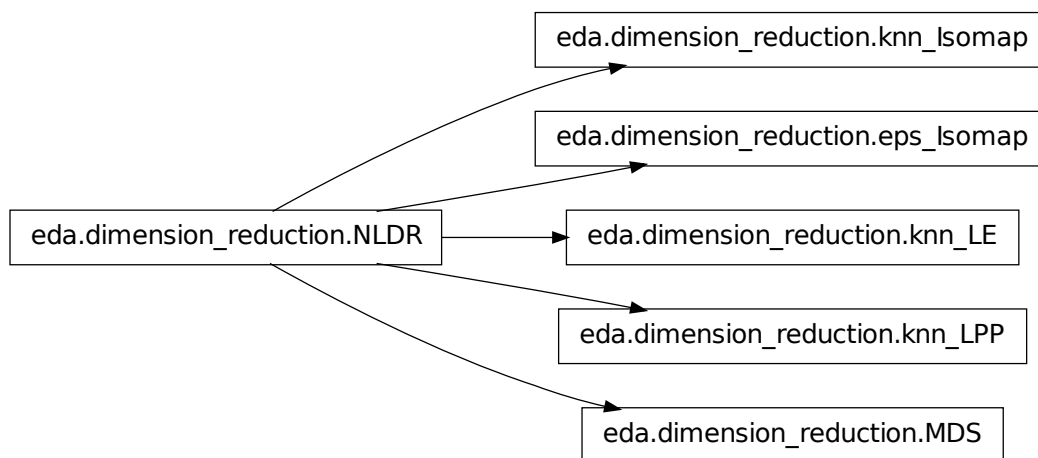 eda.dimension_reduction.knn_Isomap
eda.dimension_reduction.eps_Isomap
eda.dimension_reduction.NLDR
eda.dimension_reduction.knn_LE
eda.dimension_reduction.knn_LPP
eda.dimension_reduction.MDS